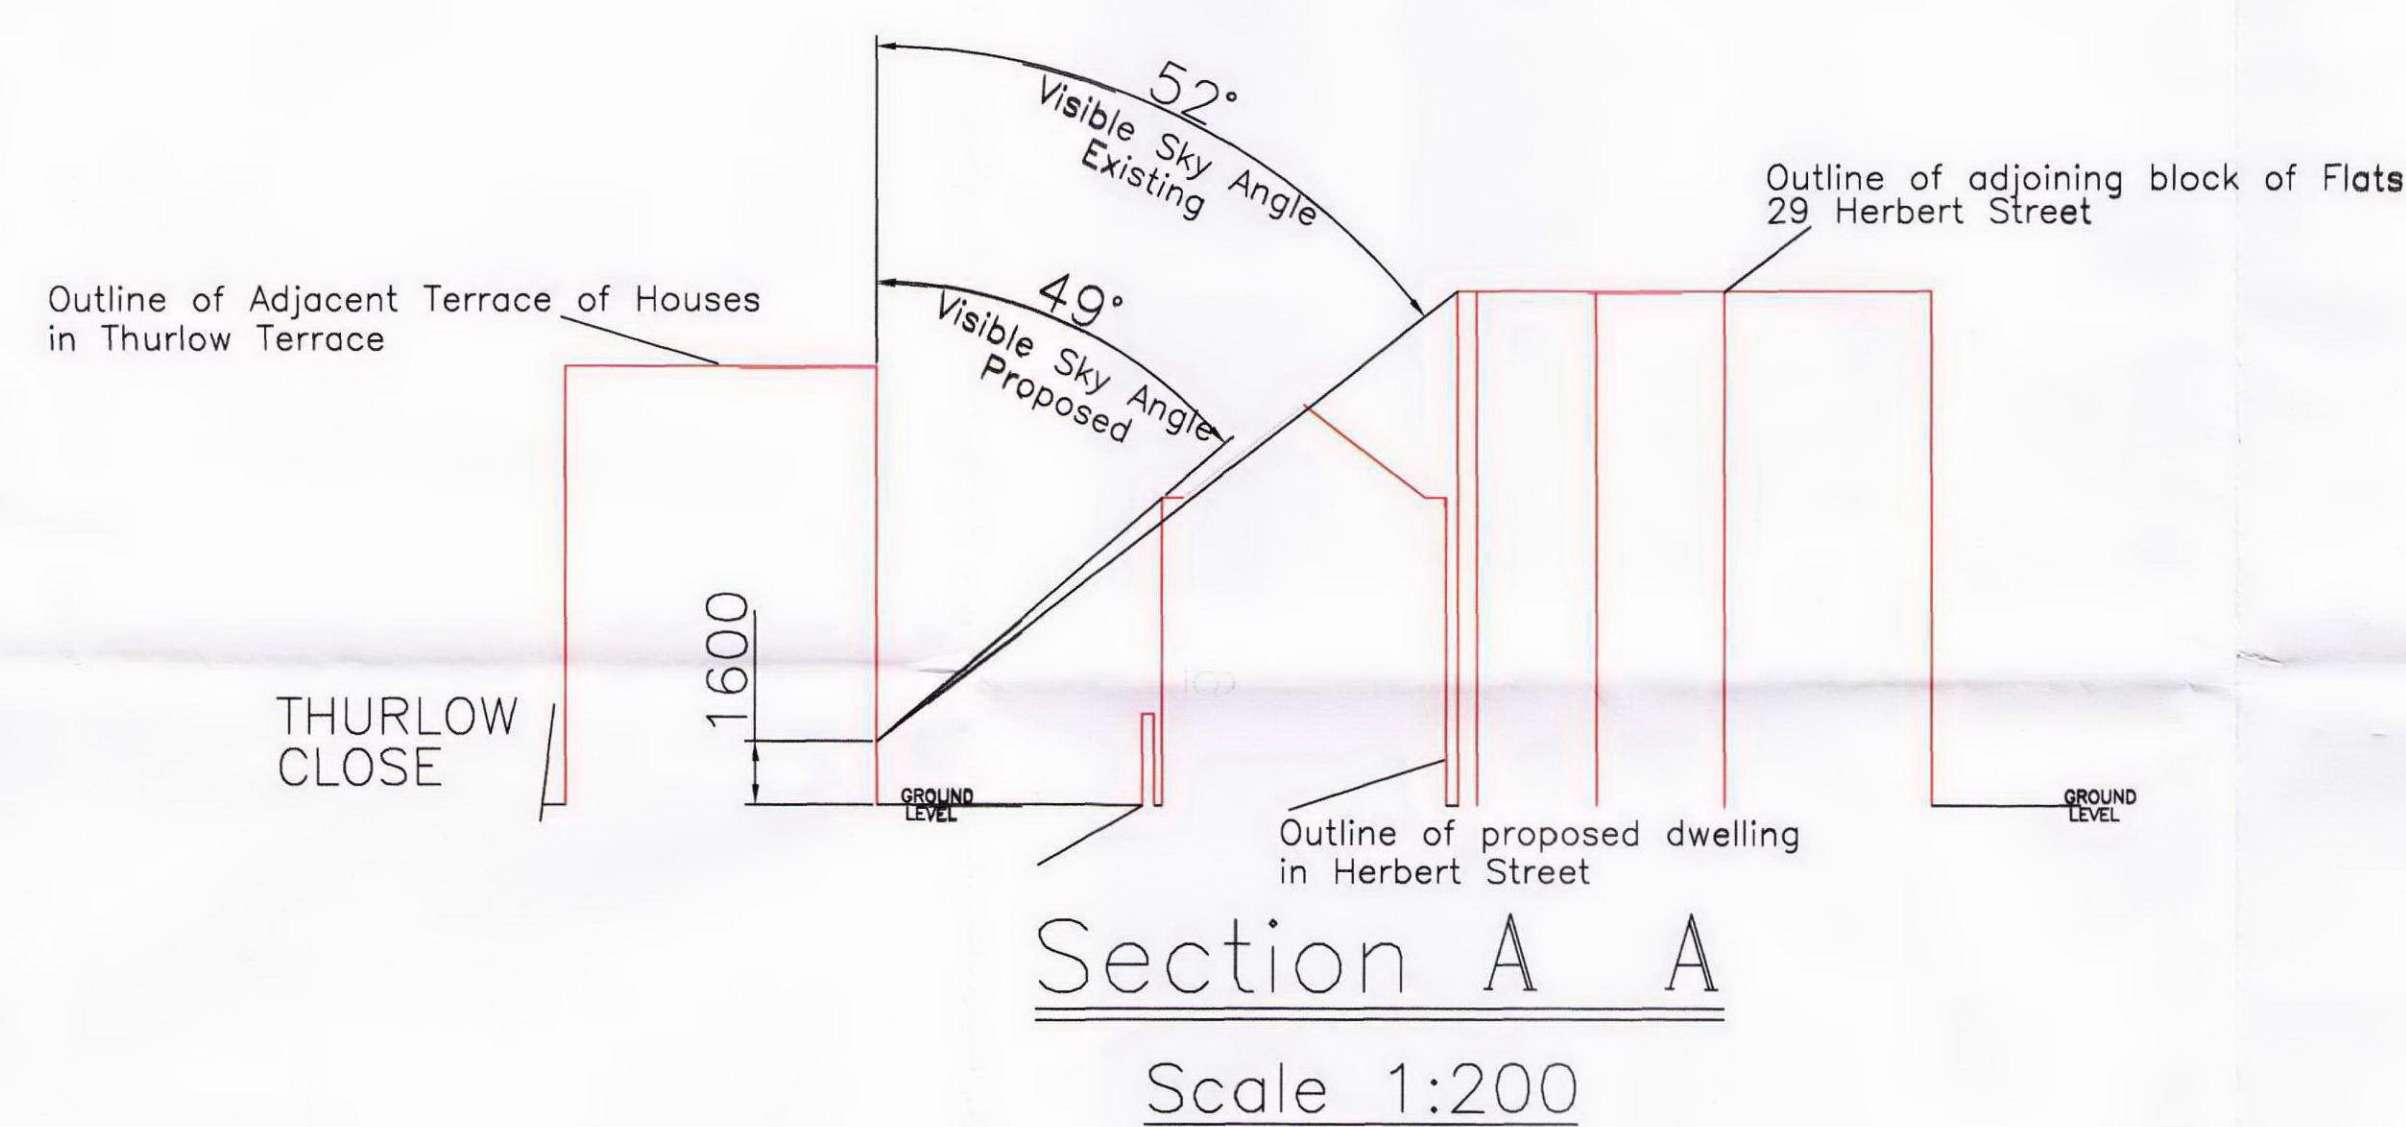 52°
Visible Sky Angle
Existing
Outline of adjoining block of Flats
29 Herbert Street
49°
Visible Sky Angle
Proposed
Outline of Adjacent Terrace of Houses
in Thurlow Terrace
1600
THURLOW
CLOSE
GROUND
LEVEL
GROUND
LEVEL
Outline of proposed dwelling
in Herbert Street
Section A A
Scale 1:200